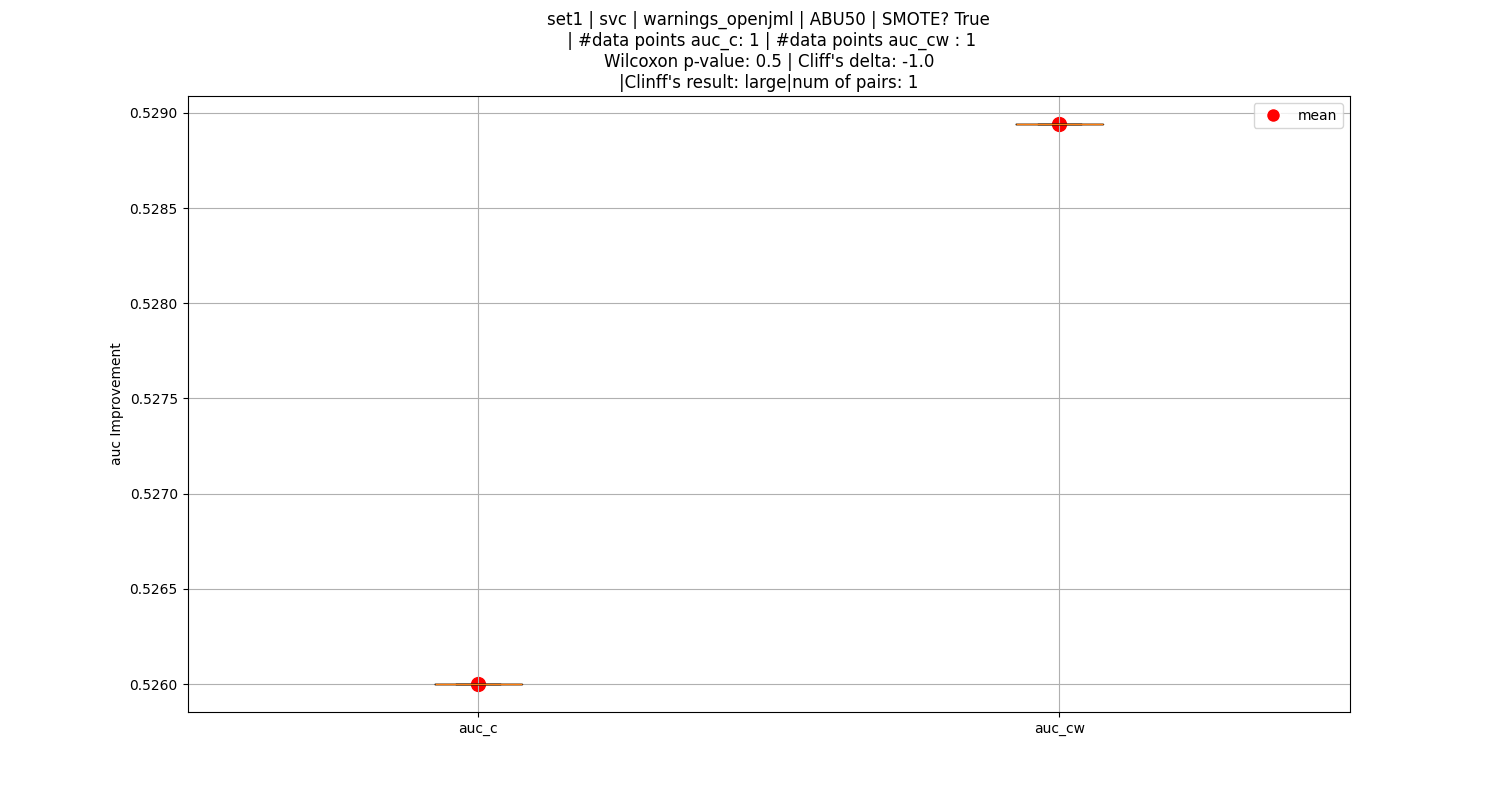 set1 | svc | warnings_openjml | ABU50 | SMOTE? True
| #data points auc_c: 1 | #data points auc_cw : 1
Wilcoxon p-value: 0.5 | Cliff's delta: -1.0
|Clinff's result: large|num of pairs: 1
mean
0.5290
0.5285
0.5280
0.5275
0.5270
0.5265
0.5260
auc Improvement
auc_c
auc_cw